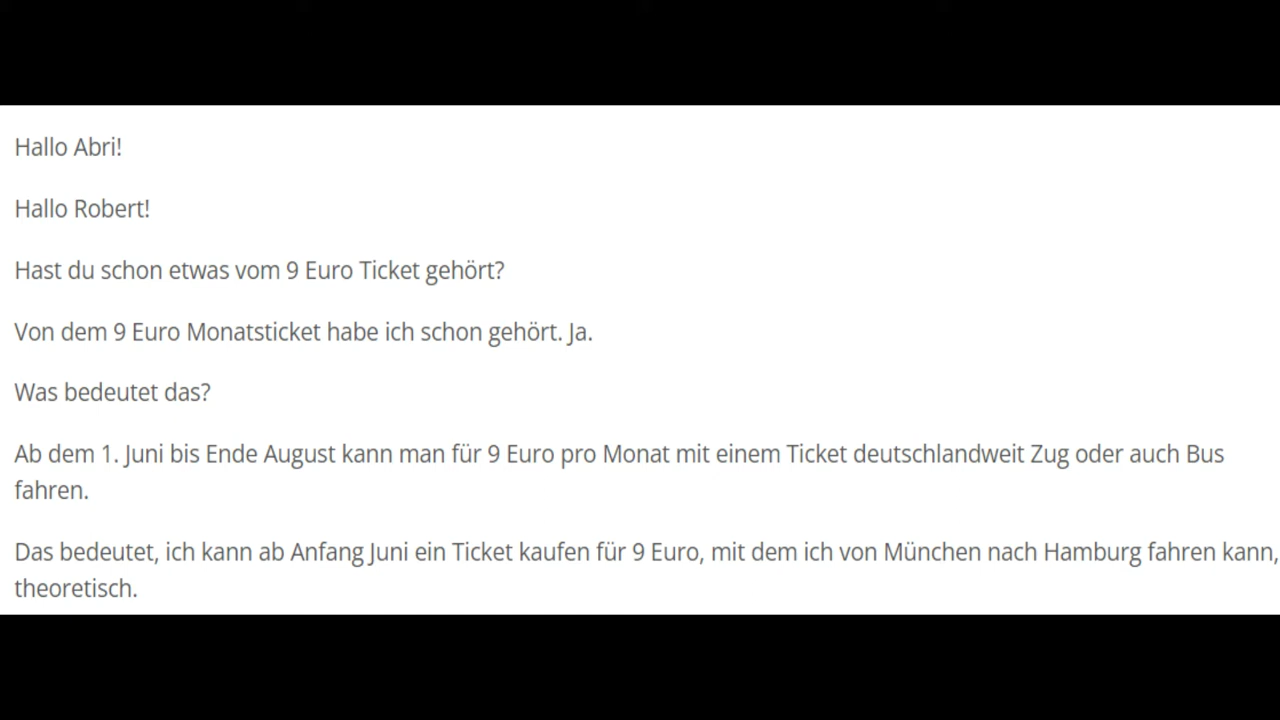 Hallo Abri!
Hallo Robert!
Hast du schon etwas vom 9 Euro Ticket gehört?
Von dem 9 Euro Monatsticket habe ich schon gehört. Ja.
Was bedeutet das?
Ab dem 1. Juni bis Ende August kann man für 9 Euro pro Monat mit einem Ticket deutschlandweit Zug oder auch Bus
fahren.
Das bedeutet, ich kann ab Anfang Juni ein Ticket kaufen für 9 Euro, mit dem ich von München nach Hamburg fahren kann,
theoretisch.